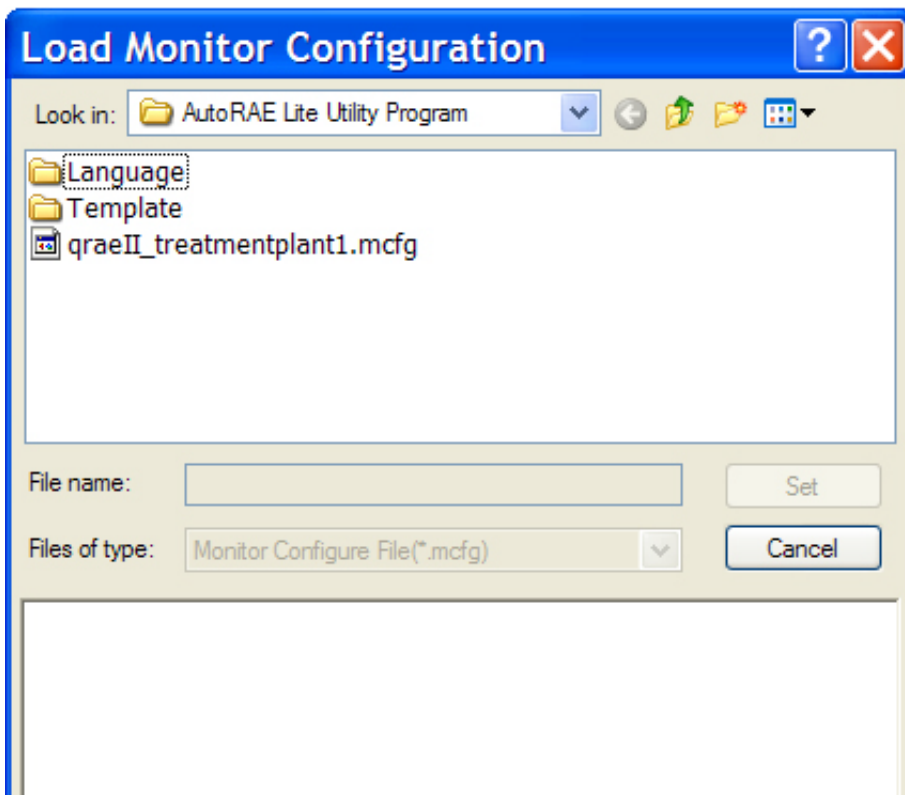 Load Monitor Configuration
Look in: AutoRAE Lite Utility Program
Language
Template
qraeII_treatmentplant1.mcfg
File name: Set
Files of type: Monitor Configure File(*.mcfg) Cancel